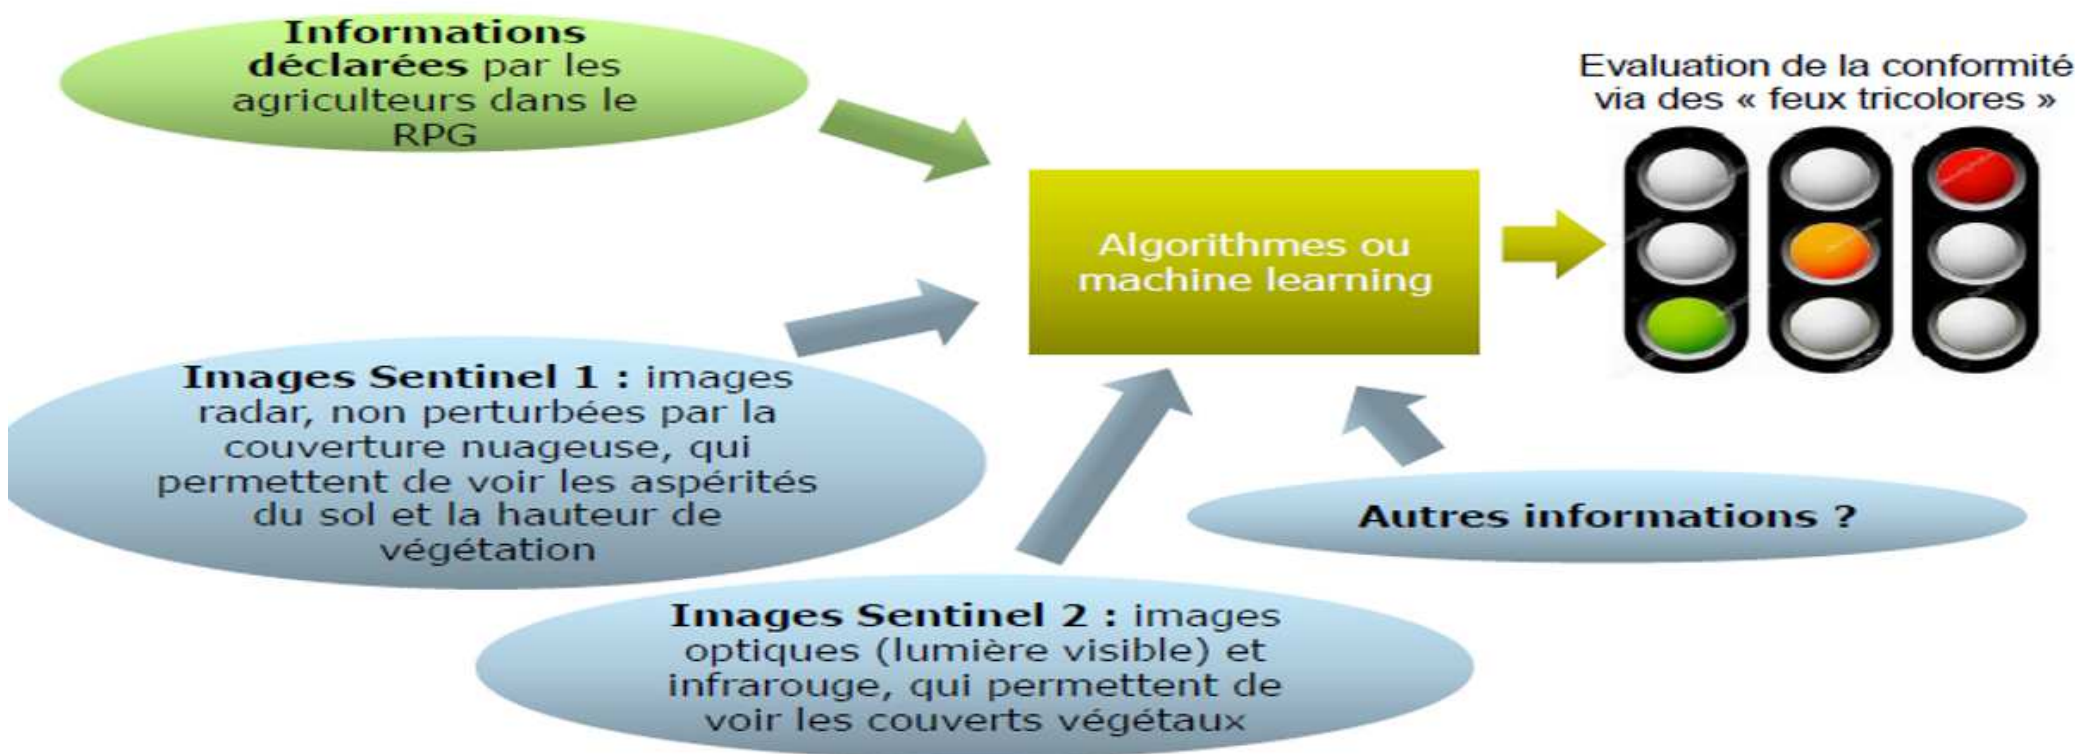 Informations
déclarées par les
agriculteurs dans le
RPG
Evaluation de la conformité
via des « feux tricolores »
Algorithmes ou
machine learning
Images Sentinel 1 : images
radar, non perturbées par la
couverture nuageuse, qui
permettent de voir les aspérités
du sol et la hauteur de
végétation
Autres informations ?
Images Sentinel 2 : images
optiques (lumière visible) et
infrarouge, qui permettent de
voir les couverts végétaux